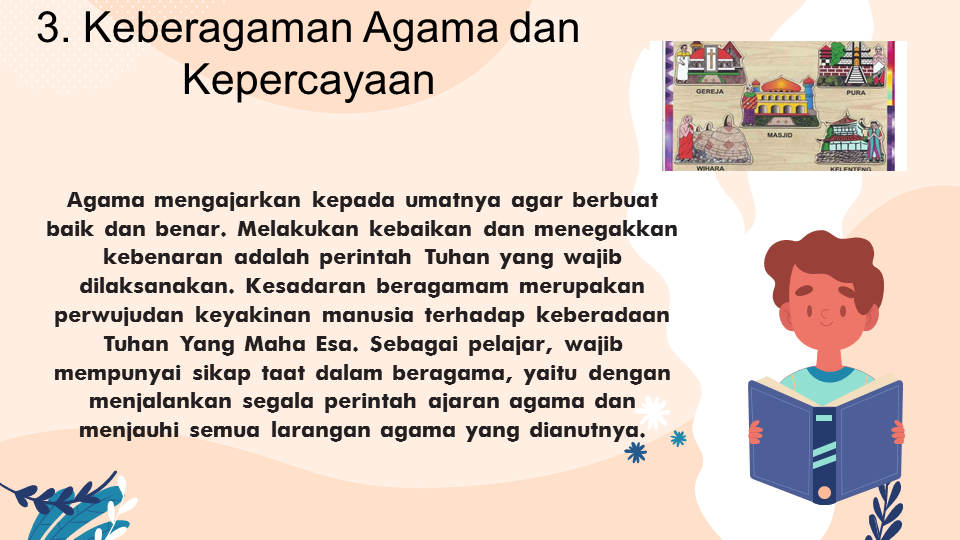 3. Keberagaman Agama dan
Kepercayaan
GEREJA
PURA
MASJID
WIHARA
KELENTENG
Agama mengajarkan kepada umatnya agar berbuat
baik dan benar. Melakukan kebaikan dan menegakkan
kebenaran adalah perintah Tuhan yang wajib
dilaksanakan. Kesadaran beragamam merupakan
perwujudan keyakinan manusia terhadap keberadaan
Tuhan Yang Maha Esa. Sebagai pelajar, wajib
mempunyai sikap taat dalam beragama, yaitu dengan
menjalankan segala perintah ajaran agama dan
menjauhi semua larangan agama yang dianutnya.